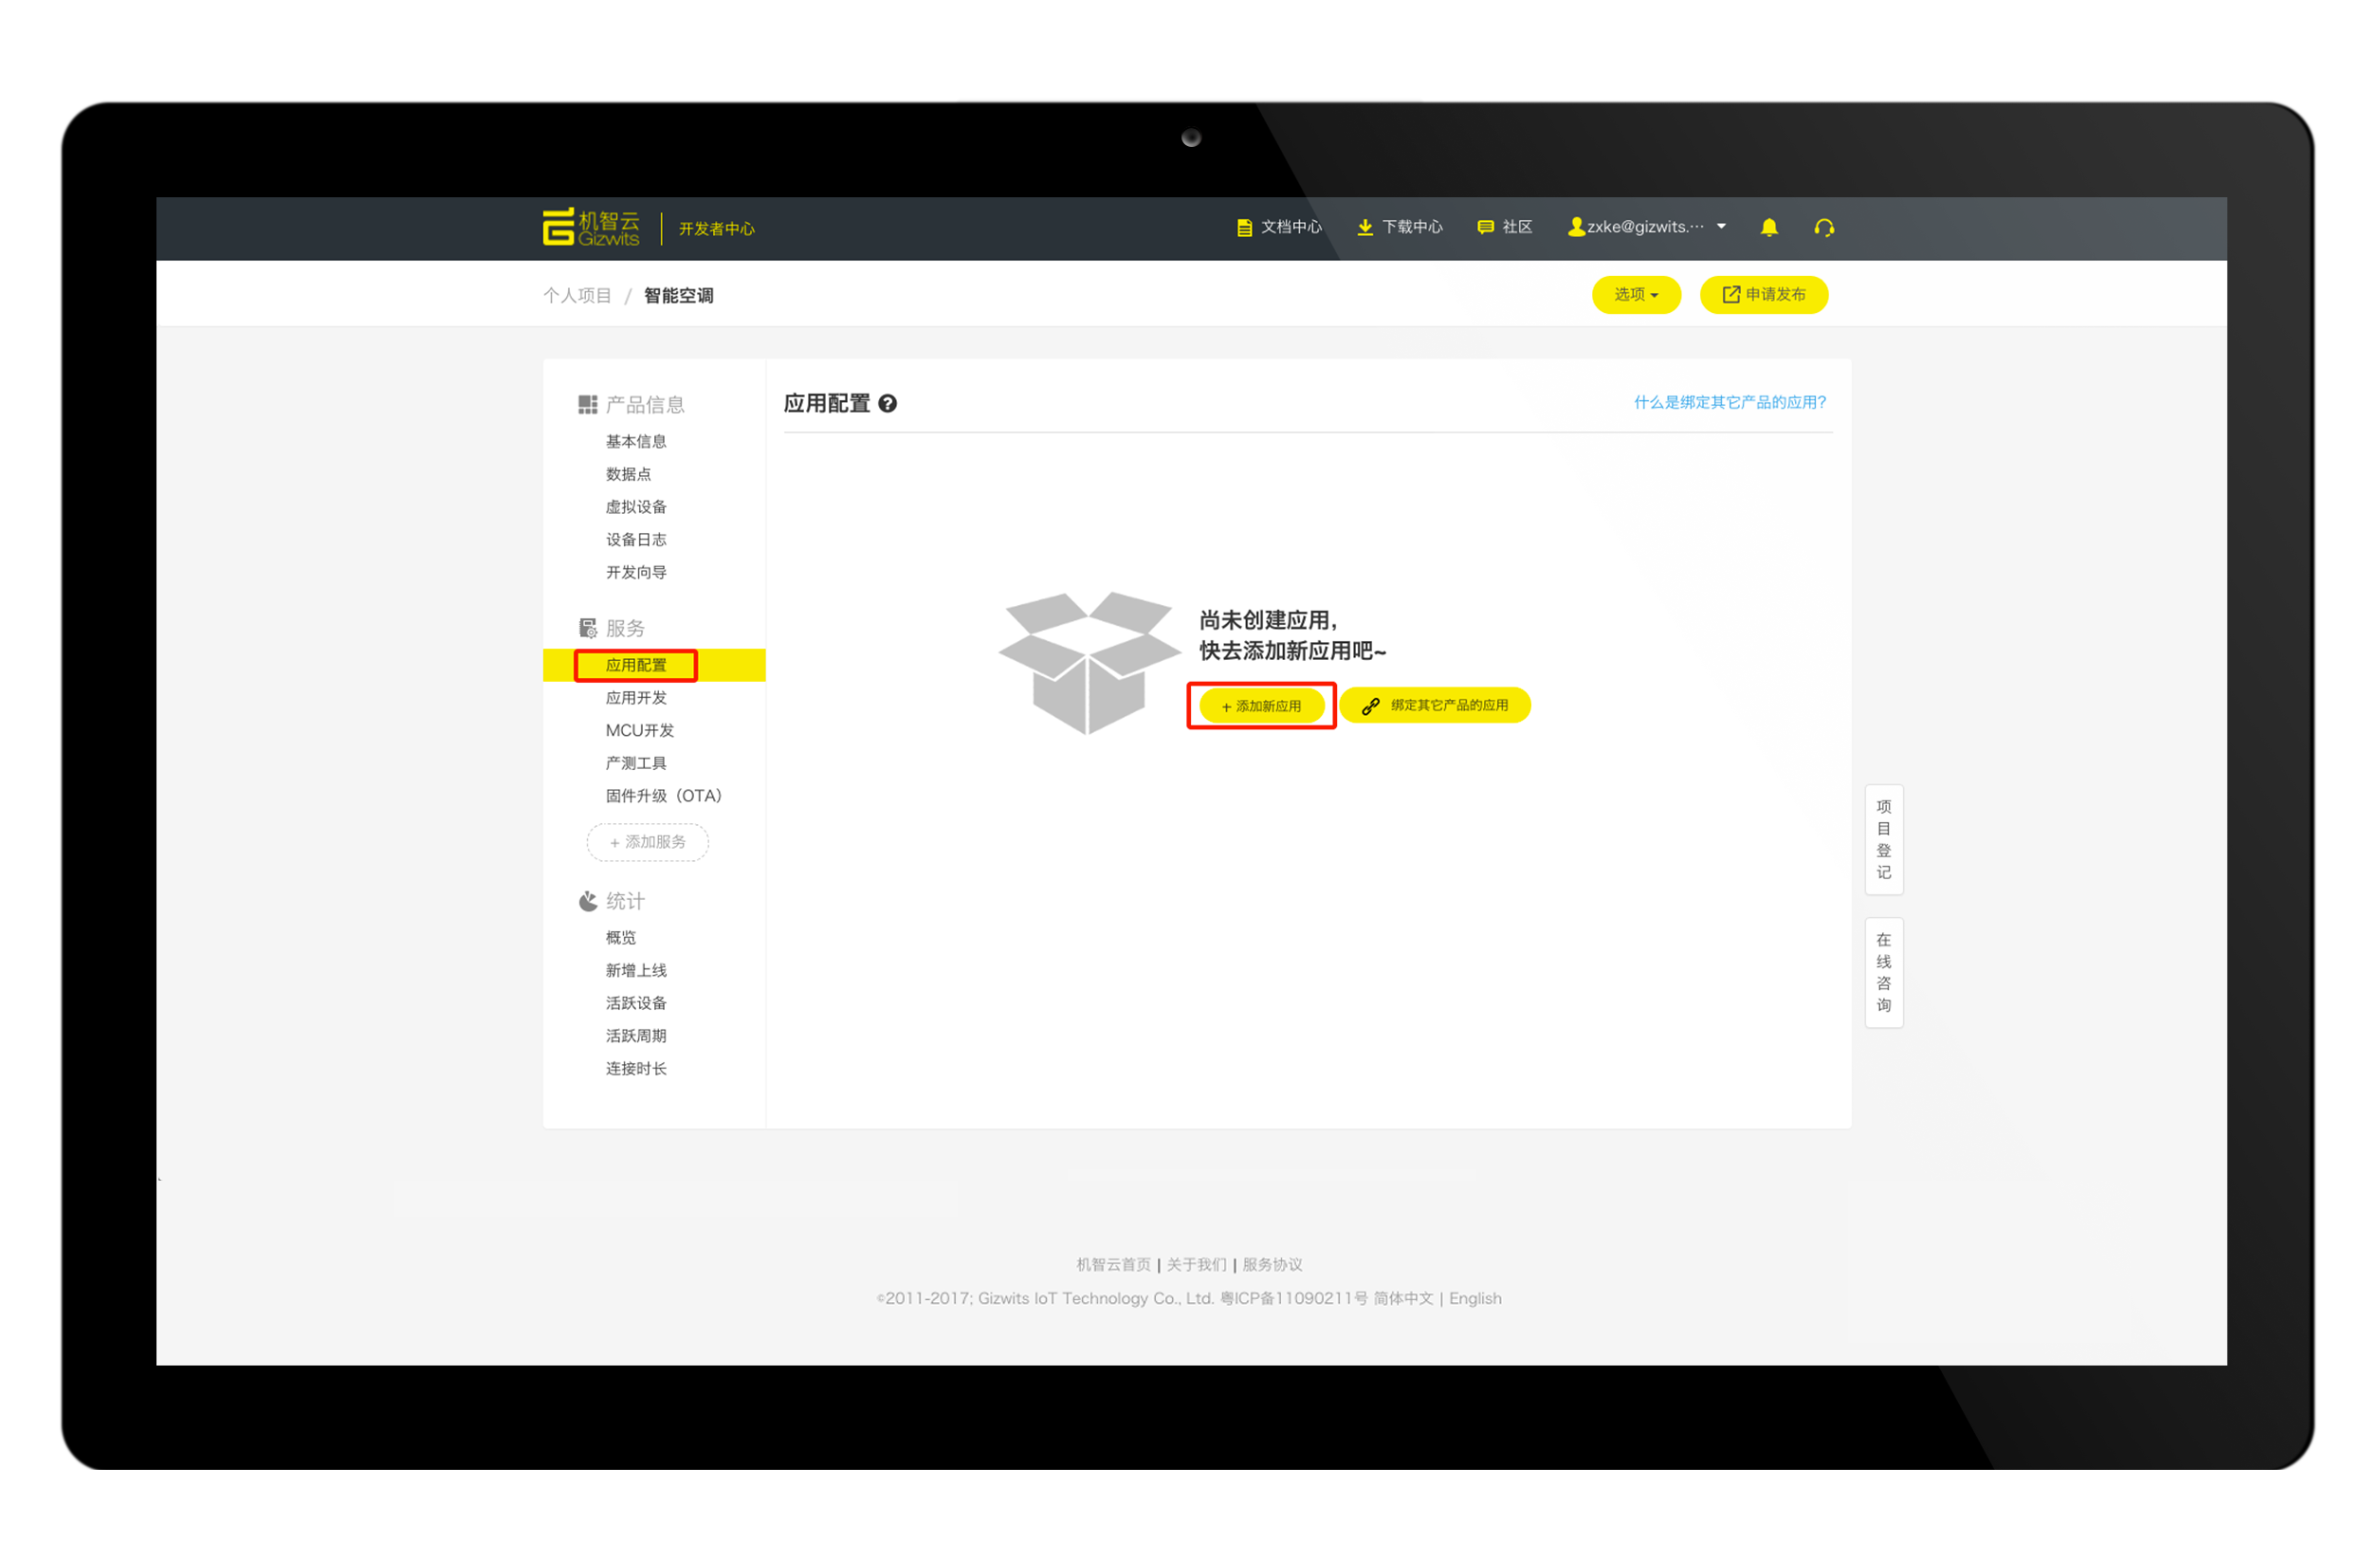 机智云
Gizwits
开发者中心
文档中心
下载中心
社区
zxke@gizwits.···
个人项目 / 智能空调
选项
申请发布
产品信息
基本信息
数据点
虚拟设备
设备日志
开发向导
服务
应用配置
应用开发
MCU开发
产测工具
固件升级（OTA）
+ 添加服务
统计
概览
新增上线
活跃设备
活跃周期
连接时长
应用配置
什么是绑定其它产品的应用?
尚未创建应用，
快去添加新应用吧~
+ 添加新应用
绑定其它产品的应用
项目登记
在线咨询
机智云首页 | 关于我们 | 服务协议
©2011-2017; Gizwits IoT Technology Co., Ltd. 粤ICP备11090211号 简体中文 | English